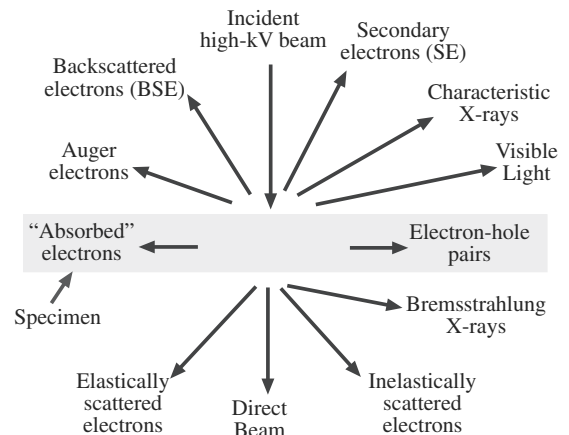 Incident
high-kV beam
Secondary
electrons (SE)
Backscattered
electrons (BSE)
Characteristic
X-rays
Auger
electrons
Visible
Light
“Absorbed”
electrons
Electron-hole
pairs
Specimen
Bremsstrahlung
X-rays
Elastically
scattered
electrons
Direct
Beam
Inelastically
scattered
electrons